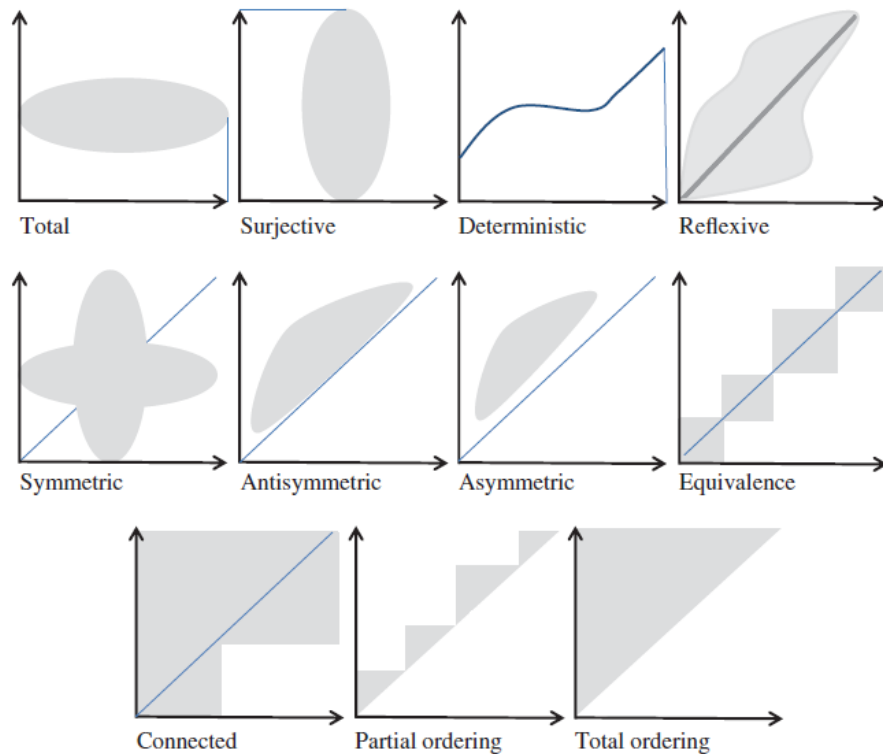 Total
Surjective
Deterministic
Reflexive
Symmetric
Antisymmetric
Asymmetric
Equivalence
Connected
Partial ordering
Total ordering